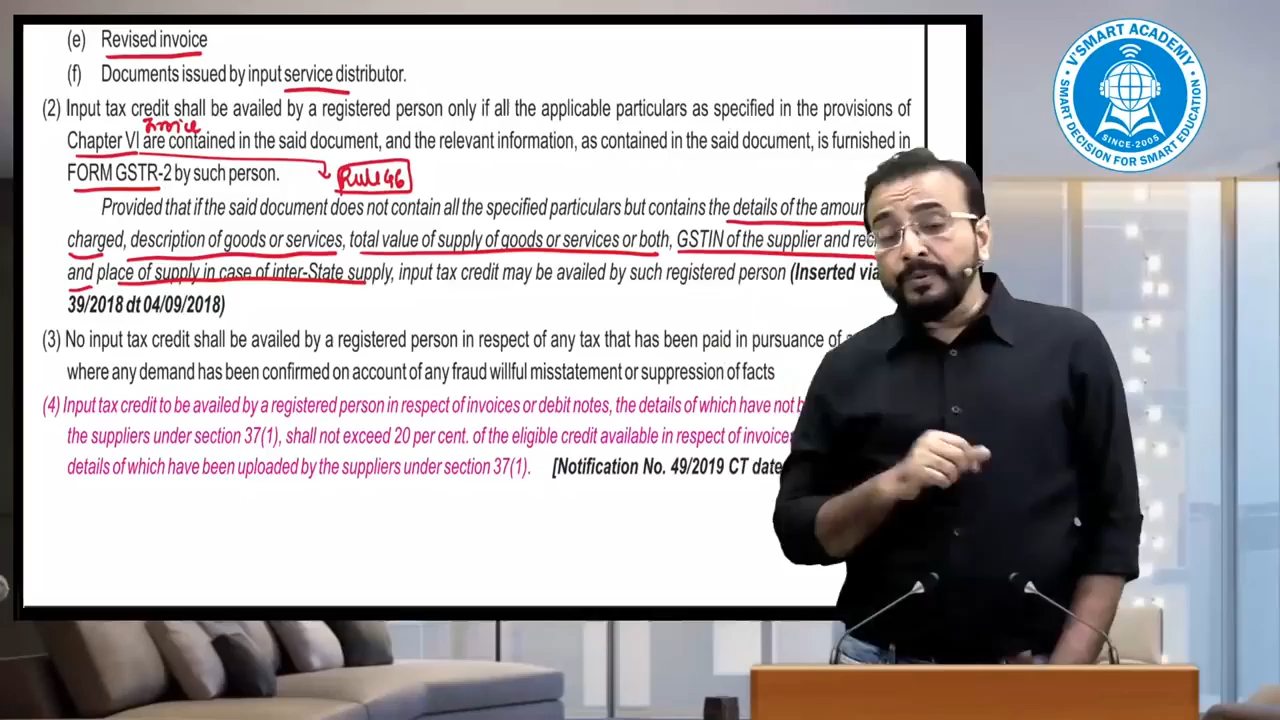 (e) Revised invoice
(f) Documents issued by input service distributor.
(2) Input tax credit shall be availed by a registered person only if all the applicable particulars as specified in the provisions of
invoice
Chapter VI are contained in the said document, and the relevant information, as contained in the said document, is furnished in
FORM GSTR-2 by such person.
Rule 46
Provided that if the said document does not contain all the specified particulars but contains the details of the amoun
charged, description of goods or services, total value of supply of goods or services or both, GSTIN of the supplier and
and place of supply in case of inter-State supply, input tax credit may be availed by such registered person (Inserted via
39/2018 dt 04/09/2018)
(3) No input tax credit shall be availed by a registered person in respect of any tax that has been paid in pursuance of
where any demand has been confirmed on account of any fraud willful misstatement or suppression of facts
(4) Input tax credit to be availed by a registered person in respect of invoices or debit notes, the details of which have not
the suppliers under section 37(1), shall not exceed 20 per cent. of the eligible credit available in respect of invoices
details of which have been uploaded by the suppliers under section 37(1). [Notification No. 49/2019 CT date
V'SMART ACADEMY
SINCE-2005
SMART DECISION FOR SMART EDUCATION